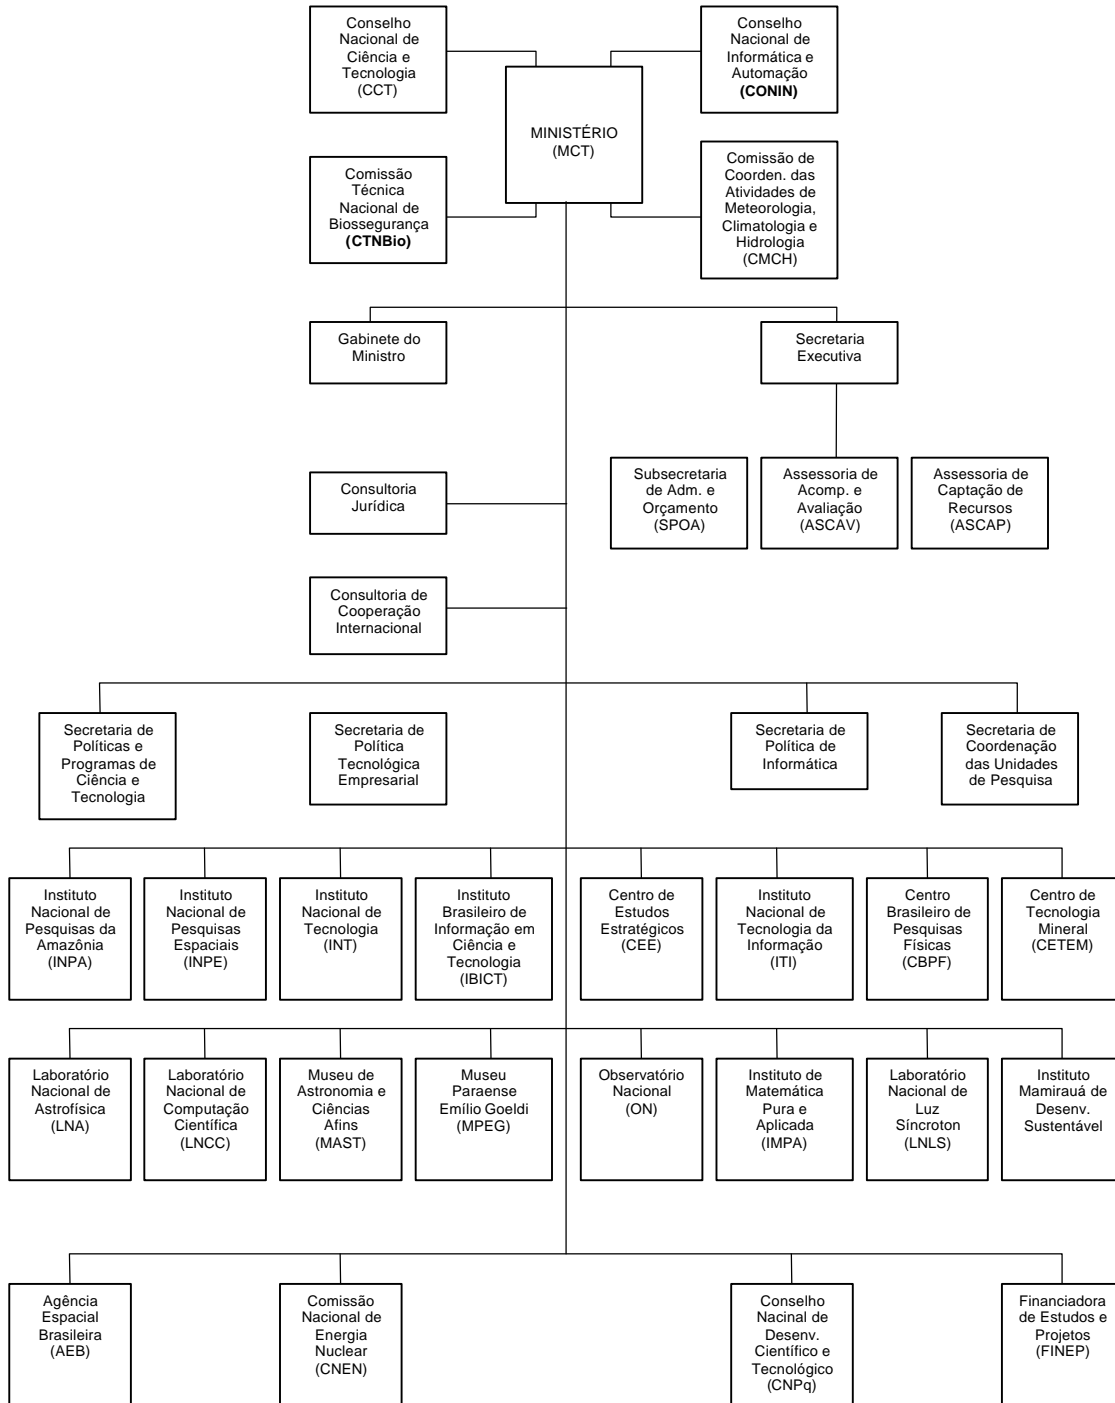 Conselho
Nacional de
Ciência e
Tecnologia
(CCT)
Conselho
Nacional de
Informática e
Automação
(CONIN)
MINISTÉRIO
(MCT)
Comissão
Técnica
Nacional de
Biossegurança
(CTNBio)
Comissão de
Coorden. das
Atividades de
Meteorologia,
Climatologia e
Hidrologia
(CMCH)
Gabinete do
Ministro
Secretaria
Executiva
Consultoria
Jurídica
Subsecretaria
de Adm. e
Orçamento
(SPOA)
Assessoria de
Acomp. e
Avaliação
(ASCAV)
Assessoria de
Captação de
Recursos
(ASCAP)
Consultoria de
Cooperação
Internacional
Secretaria de
Políticas e
Programas de
Ciência e
Tecnologia
Secretaria de
Política
Tecnológica
Empresarial
Secretaria de
Política de
Informática
Secretaria de
Coordenação
das Unidades
de Pesquisa
Instituto
Nacional de
Pesquisas da
Amazônia
(INPA)
Instituto
Nacional de
Pesquisas
Espaciais
(INPE)
Instituto
Nacional de
Tecnologia
(INT)
Instituto
Brasileiro de
Informação em
Ciência e
Tecnologia
(IBICT)
Centro de
Estudos
Estratégicos
(CEE)
Instituto
Nacional de
Tecnologia da
Informação
(ITI)
Centro
Brasileiro de
Pesquisas
Físicas
(CBPF)
Centro de
Tecnologia
Mineral
(CETEM)
Laboratório
Nacional de
Astrofísica
(LNA)
Laboratório
Nacional de
Computação
Científica
(LNCC)
Museu de
Astronomia e
Ciências
Afins
(MAST)
Museu
Paraense
Emílio Goeldi
(MPEG)
Observatório
Nacional
(ON)
Instituto de
Matemática
Pura e
Aplicada
(IMPA)
Laboratório
Nacional de
Luz
Síncroton
(LNLS)
Instituto
Mamirauá de
Desenv.
Sustentável
Agência
Espacial
Brasileira
(AEB)
Comissão
Nacional de
Energia
Nuclear
(CNEN)
Conselho
Nacinal de
Desenv.
Científico e
Tecnológico
(CNPq)
Financiadora
de Estudos e
Projetos
(FINEP)